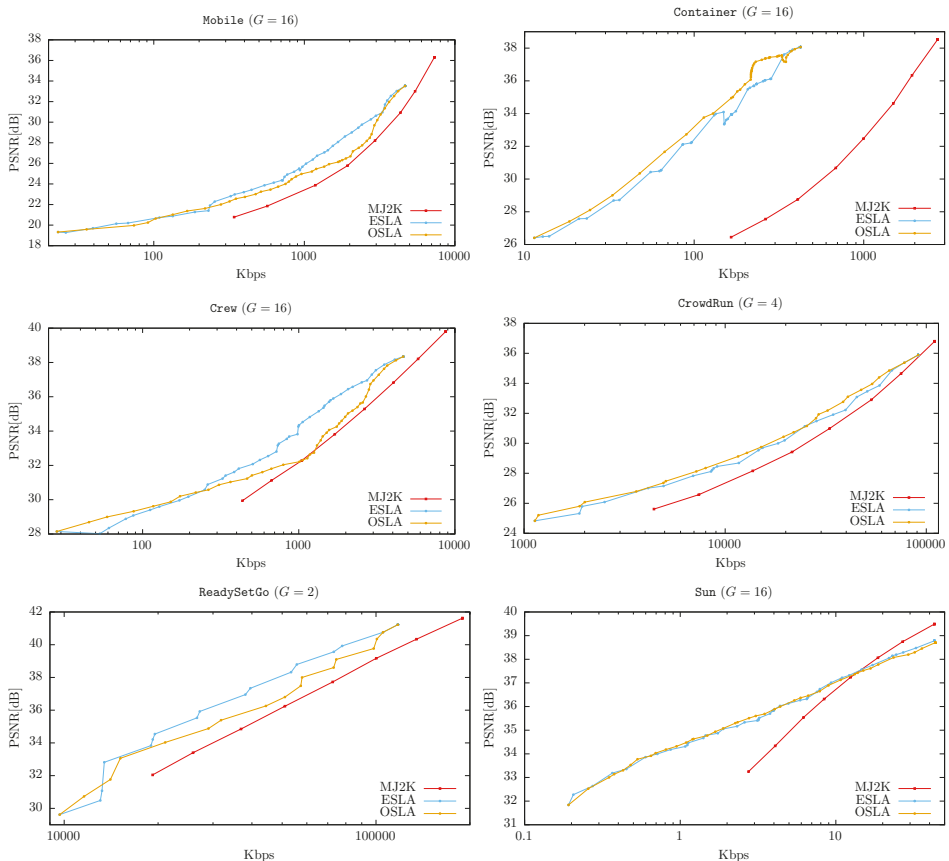 Mobile (G = 16)
PSNR[dB]
36
34
32
30
28
26
24
22
20
18
100
1000
10000
Kbps
MJ2K
ESLA
OSLA
Container (G = 16)
PSNR[dB]
40
38
36
34
32
30
28
26
10
100
1000
Kbps
MJ2K
ESLA
OSLA
Crew (G = 16)
PSNR[dB]
40
38
36
34
32
30
28
100
1000
10000
Kbps
MJ2K
ESLA
OSLA
CrowdRun (G = 4)
PSNR[dB]
38
36
34
32
30
28
26
24
1000
10000
100000
Kbps
MJ2K
ESLA
OSLA
ReadySetGo (G = 2)
PSNR[dB]
42
40
38
36
34
32
30
10000
100000
Kbps
MJ2K
ESLA
OSLA
Sun (G = 16)
PSNR[dB]
40
39
38
37
36
35
34
33
32
31
0.1
1
10
Kbps
MJ2K
ESLA
OSLA